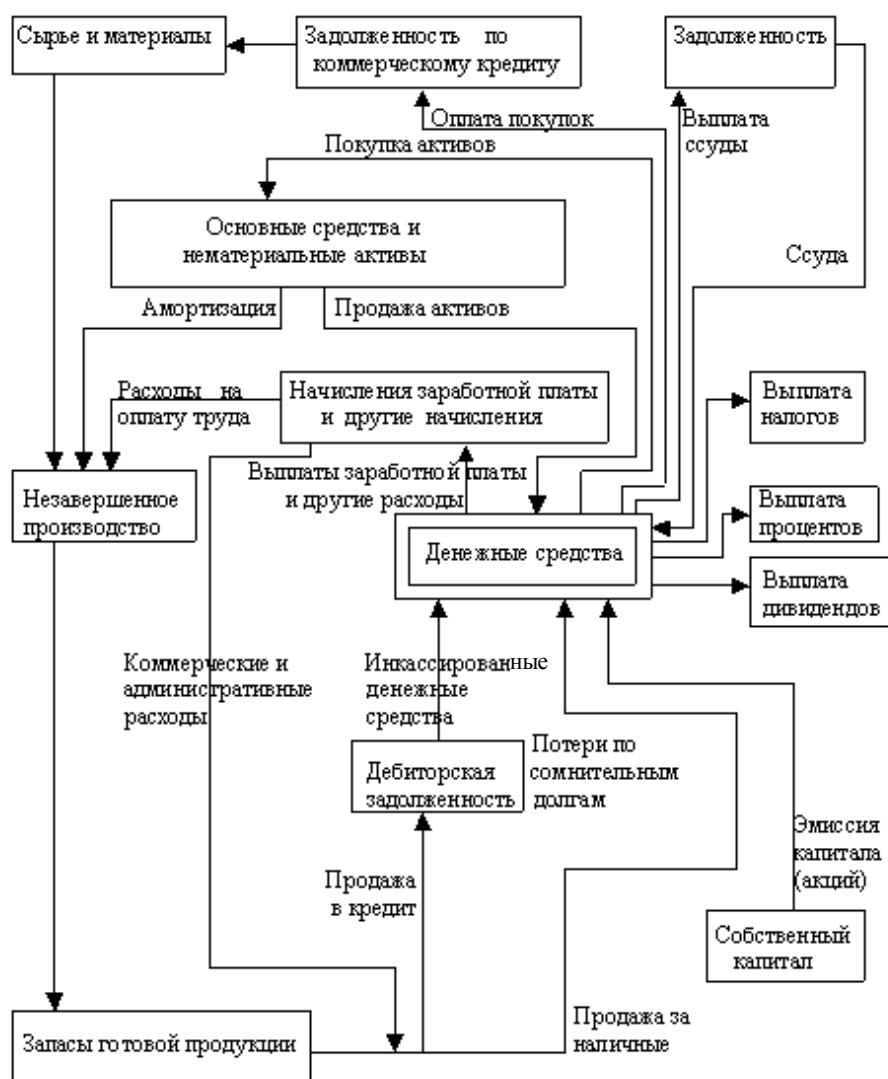 Сырье и материалы
Задолженность по
коммерческому кредиту
Задолженность
Оплата покупок
Выплата
ссуды
Покупка активов
Основные средства и
нематериальные активы
Ссуда
Амортизация
Продажа активов
Расходы на
оплату труда
Начисления заработной платы
и другие начисления
Выплата
налогов
Выплаты заработной платы
и другие расходы
Незавершенное
производство
Денежные средства
Выплата
процентов
Выплата
дивидендов
Коммерческие и
административные
расходы
Инкассированные
денежные
средства
Дебиторская
задолженность
Потери по
сомнительным
долгам
Эмиссия
капитала
(акций)
Продажа
в кредит
Собственный
капитал
Запасы готовой продукции
Продажа за
наличные